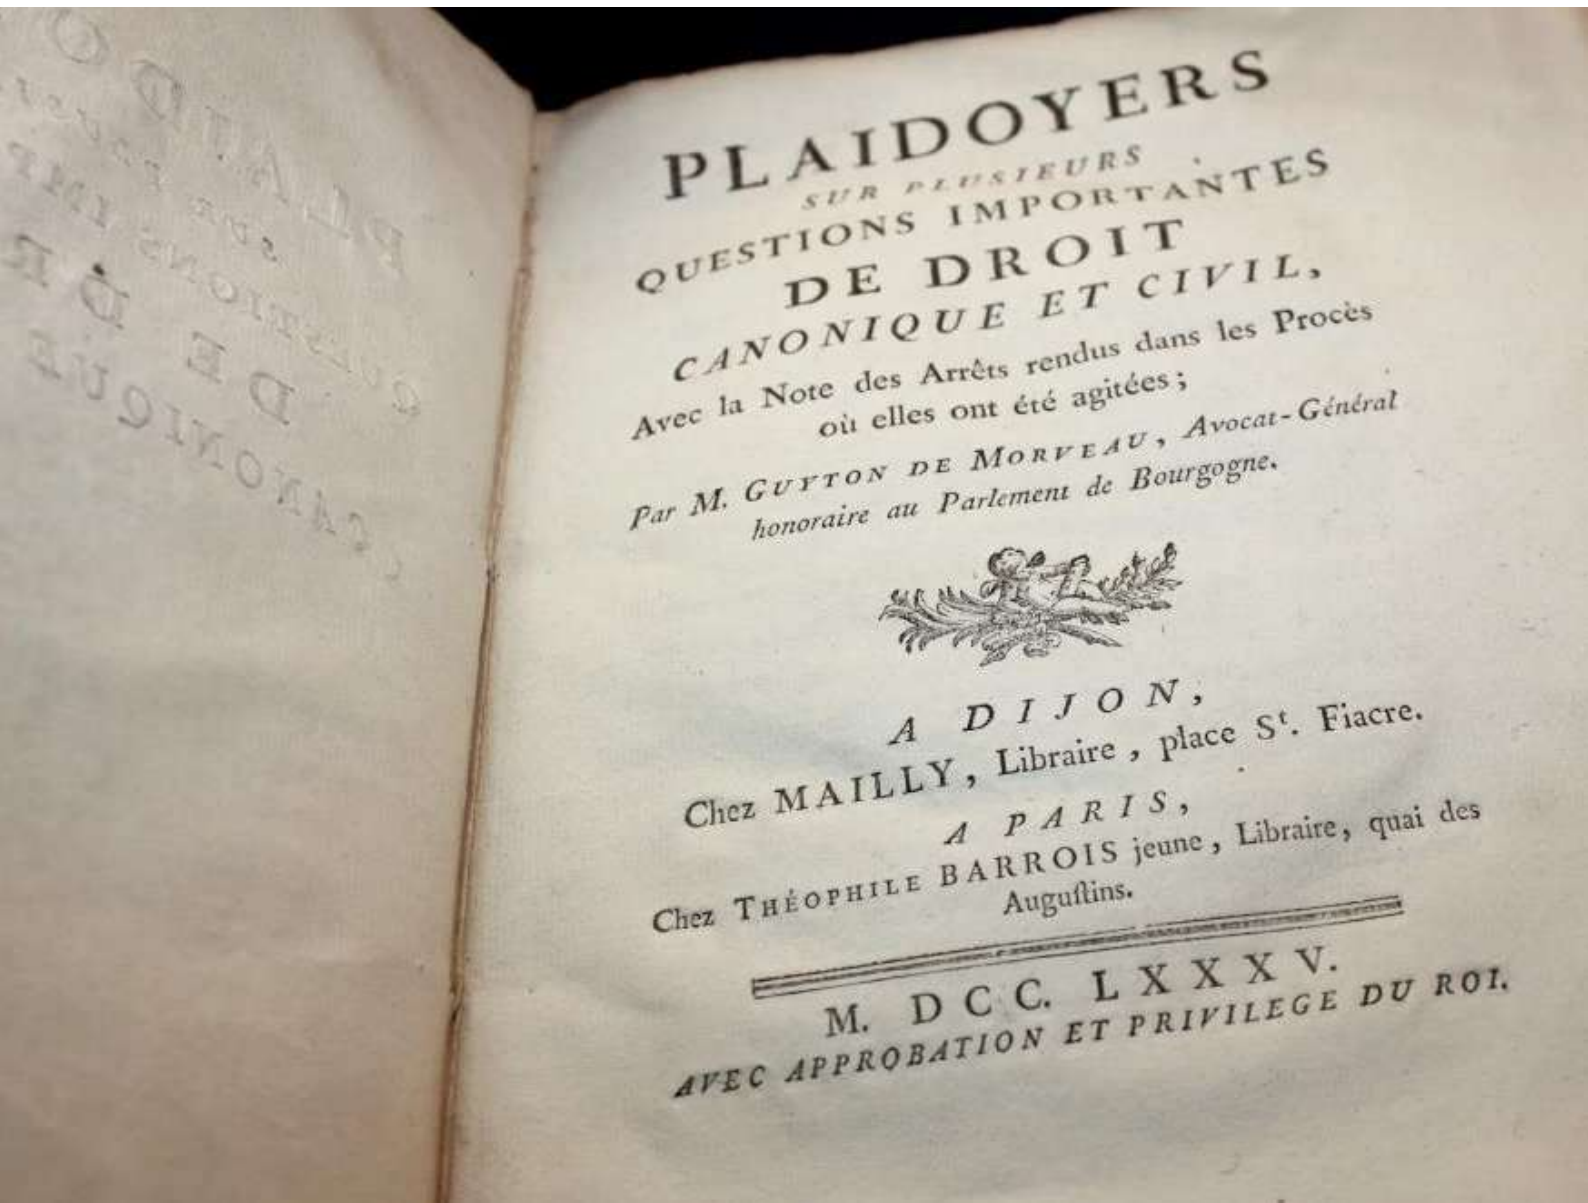 PLAIDOYERS
SUR PLUSIEURS
QUESTIONS IMPORTANTES
DE DROIT
CANONIQUE ET CIVIL,
Avec la Note des Arrêts rendus dans les Procès
où elles ont été agitées;
Par M. GUYTON DE MORVEAU, Avocat-Général
honoraire au Parlement de Bourgogne.
A DIJON,
Chez MAILLY, Libraire, place St. Fiacre.
A PARIS,
Chez THÉOPHILE BARROIS jeune, Libraire, quai des
Auguſtins.
M. DCC. LXXXV.
AVEC APPROBATION ET PRIVILEGE DU ROI.